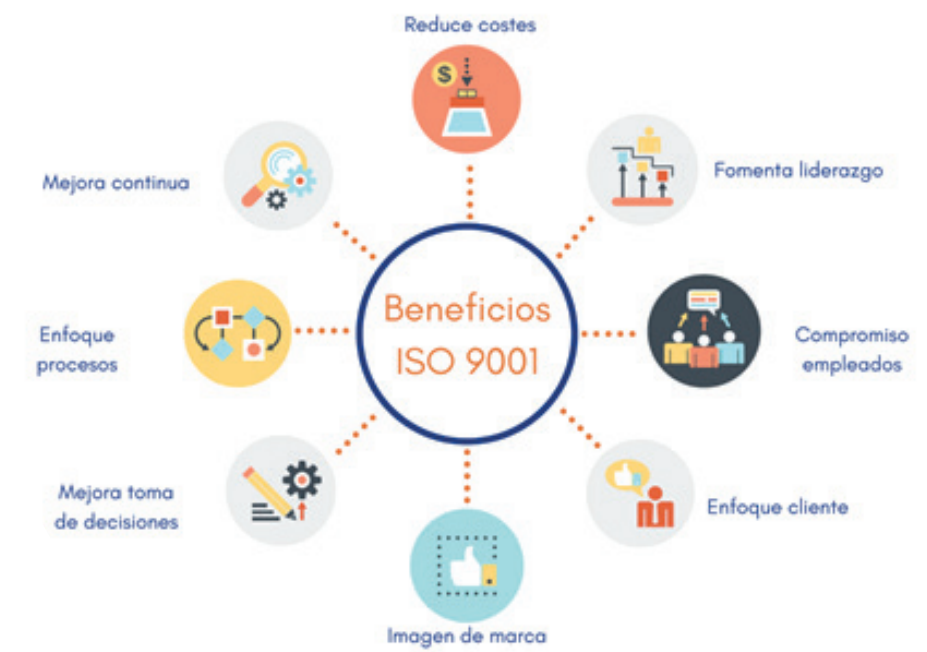 Reduce costes
Fomenta liderazgo
Mejora continua
Beneficios
ISO 9001
Enfoque
procesos
Compromiso
empleados
Mejora toma
de decisiones
Enfoque cliente
Imagen de marca
$